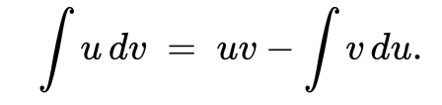 ∫ u dv = uv − ∫ v du.